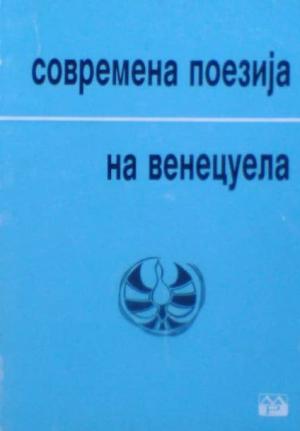 современа поезија
на венецуела